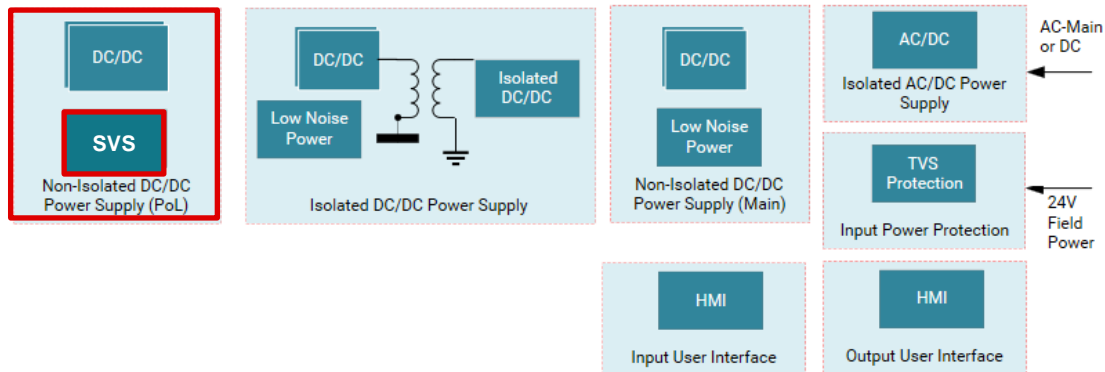 DC/DC
SVS
Non-Isolated DC/DC
Power Supply (PoL)
DC/DC
Low Noise
Power
Isolated
DC/DC
Isolated DC/DC Power Supply
DC/DC
Low Noise
Power
Non-Isolated DC/DC
Power Supply (Main)
AC/DC
Isolated AC/DC Power
Supply
AC-Main
or DC
TVS
Protection
Input Power Protection
24V
Field
Power
HMI
Input User Interface
HMI
Output User Interface